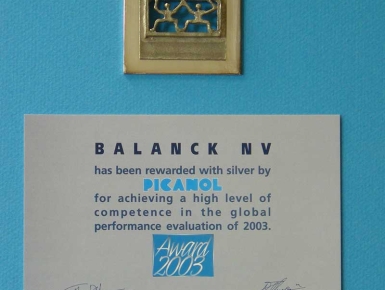 BALANCK NV
has been rewarded with silver by
PICANOL
for achieving a high level of
competence in the global
performance evaluation of 2003.
Award
2003